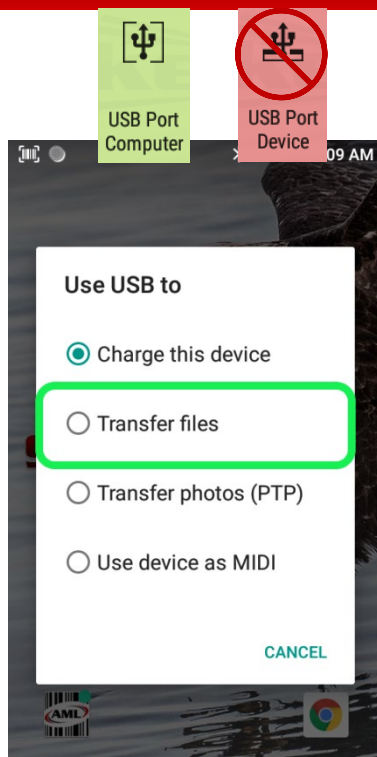 USB Port
Computer
USB Port
Device
09 AM
Use USB to
Charge this device
Transfer files
Transfer photos (PTP)
Use device as MIDI
CANCEL
AML